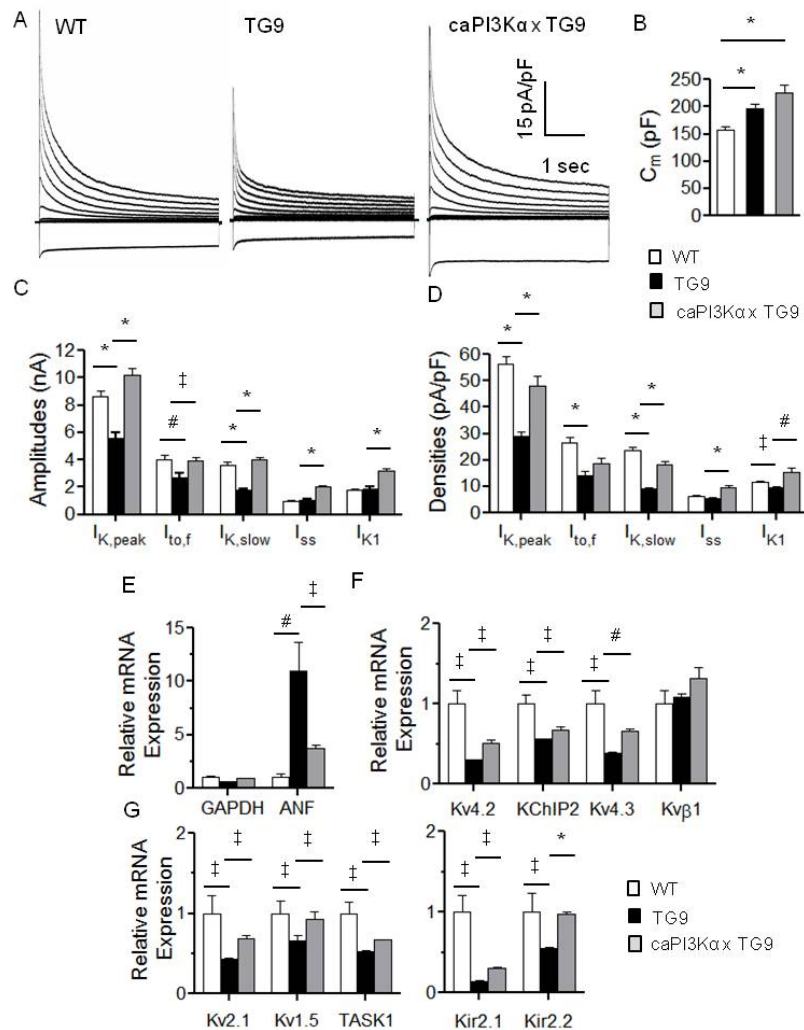 A
WT
TG9
caPI3Kα x TG9
15 pA/pF
1 sec
B
* 
*
Cm (pF)
250
200
150
100
50
0
WT
TG9
caPI3Kα x TG9
C
Amplitudes (nA)
12
10
8
6
4
2
0
* *
# ‡
* *
*
*
IK,peak Ito,f IK,slow Iss IK1
D
Densities (pA/pF)
60
50
40
30
20
10
0
* *
*
* *
*
‡ #
IK,peak Ito,f IK,slow Iss IK1
E
Relative mRNA Expression
15
10
5
0
# ‡
GAPDH ANF
F
Relative mRNA Expression
2
1
0
‡ ‡
‡ ‡
‡ #
Kv4.2 KChIP2 Kv4.3 Kvβ1
G
Relative mRNA Expression
2
1
0
‡ ‡
‡ ‡
‡ ‡
Kv2.1 Kv1.5 TASK1
2
1
0
‡ ‡
‡ *
Kir2.1 Kir2.2
WT
TG9
caPI3Kα x TG9